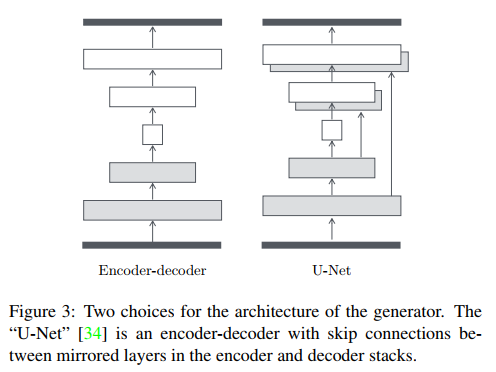 Encoder-decoder
U-Net
Figure 3: Two choices for the architecture of the generator. The
“U-Net” [34] is an encoder-decoder with skip connections be-
tween mirrored layers in the encoder and decoder stacks.